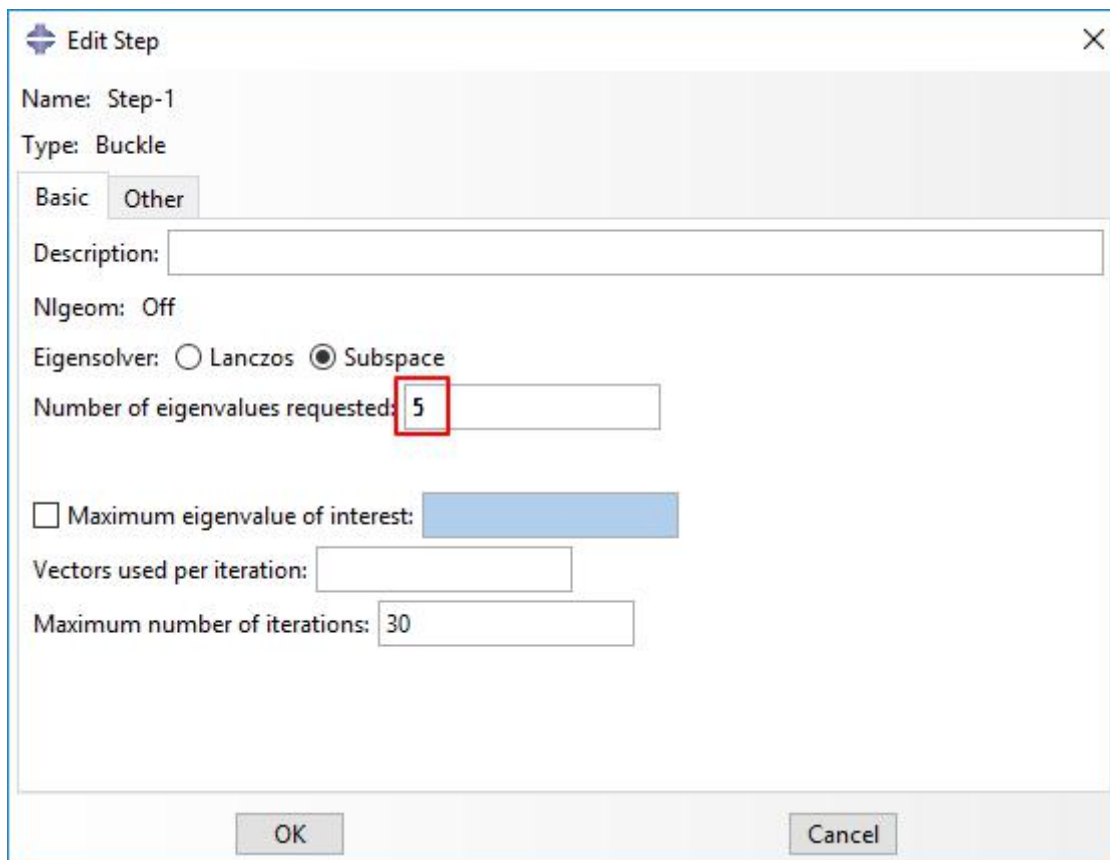 Edit Step
Name: Step-1
Type: Buckle
Basic Other
Description:
Nlgeom: Off
Eigensolver: Lanczos Subspace
Number of eigenvalues requested: 5
Maximum eigenvalue of interest:
Vectors used per iteration:
Maximum number of iterations: 30
OK Cancel